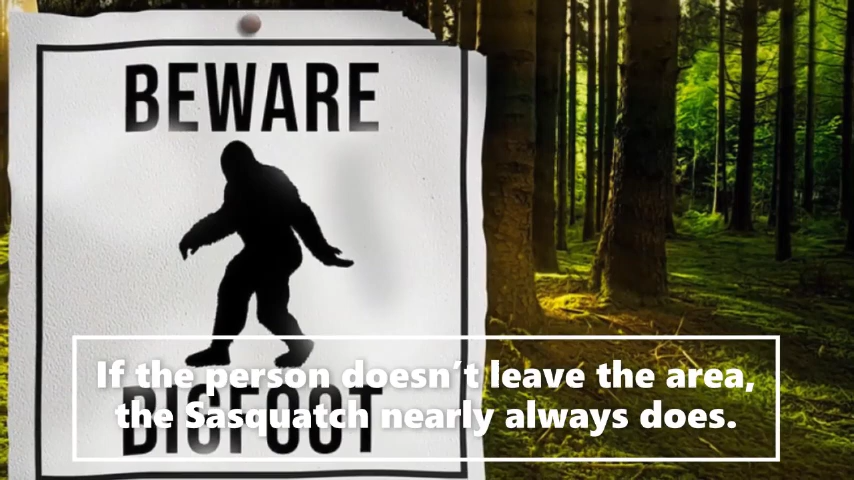 BEWARE
If the person doesn't leave the area,
the Sasquatch nearly always does.
BIGFOOT